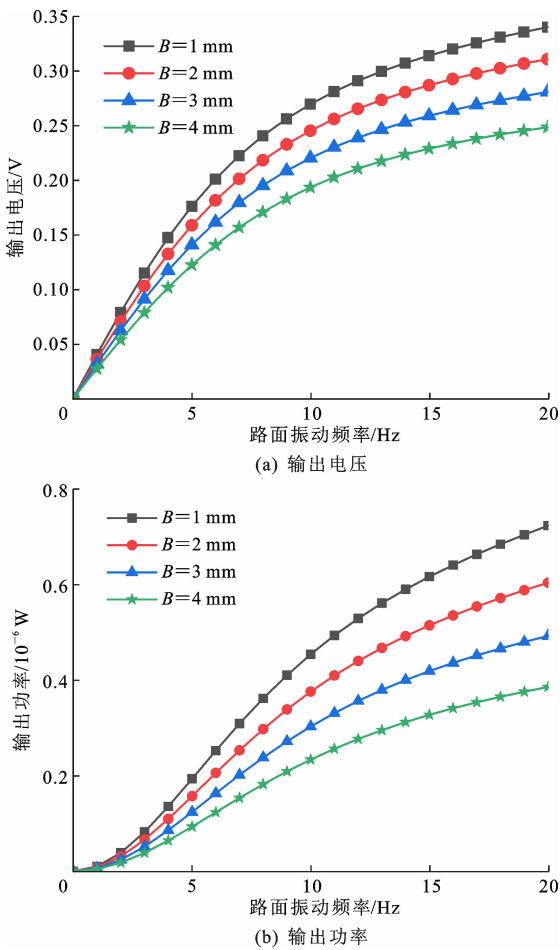 0.35
0.30
0.25
0.20
0.15
0.10
0.05
输出电压/V
B=1 mm
B=2 mm
B=3 mm
B=4 mm
0 5 10 15 20
路面振动频率/Hz
(a) 输出电压
0.8
0.6
0.4
0.2
输出功率/10⁻⁶ W
B=1 mm
B=2 mm
B=3 mm
B=4 mm
0 5 10 15 20
路面振动频率/Hz
(b) 输出功率